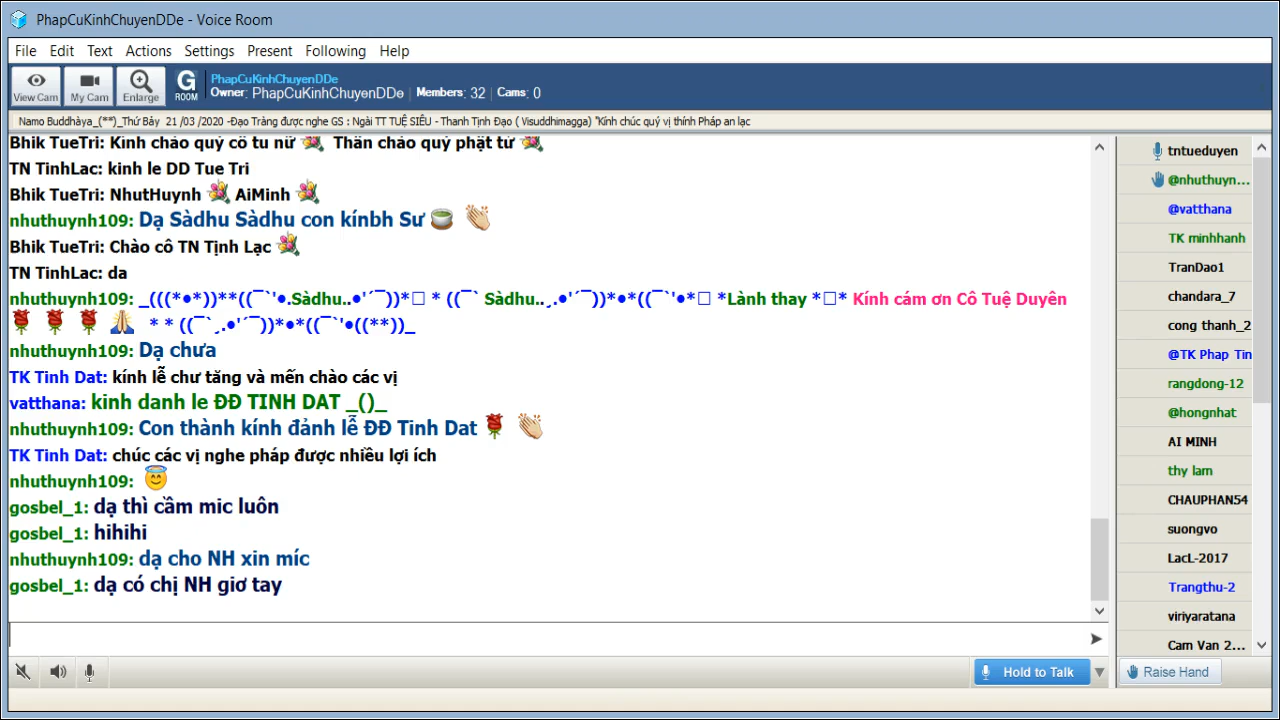 PhapCuKinhChuyenDDe - Voice Room
File Edit Text Actions Settings Present Following Help
View Cam My Cam Enlarge G ROOM
PhapCuKinhChuyenDDe
Owner: PhapCuKinhChuyenDDe Members: 32 Cams: 0
Namo Buddhàya_(**)_Thứ Bảy 21 /03 /2020 -Đạo Tràng được nghe GS : Ngài TT TUỆ SIÊU - Thanh Tịnh Đạo ( Visuddhimagga) "Kính chúc quý vị thính Pháp an lạc
Bhik TueTri: Kính chào quý cô tu nữ Thân chào quý phật tử
TN TinhLac: kinh le DD Tue Tri
Bhik TueTri: NhutHuynh AiMinh
nhuthuynh109: Dạ Sàdhu Sàdhu con kínbh Sư
Bhik TueTri: Chào cô TN Tịnh Lạc
TN TinhLac: da
nhuthuynh109: _(((*•*))**((¯`'•.Sàdhu..•'´¯))*□ * ((¯` Sàdhu..¸.•'´¯))*•*((¯`'•*□ *Lành thay *□* Kính cám ơn Cô Tuệ Duyên
* * ((¯`¸.•'´¯))*•*((¯`'•((**))_
nhuthuynh109: Dạ chưa
TK Tinh Dat: kính lễ chư tăng và mến chào các vị
vatthana: kinh danh le ĐĐ TINH DAT _()_
nhuthuynh109: Con thành kính đảnh lễ ĐĐ Tinh Dat
TK Tinh Dat: chúc các vị nghe pháp được nhiều lợi ích
nhuthuynh109:
gosbel_1: dạ thì cầm mic luôn
gosbel_1: hihihi
nhuthuynh109: dạ cho NH xin míc
gosbel_1: dạ có chị NH giơ tay
Hold to Talk
tntueduyen
@nhuthuyn...
@vatthana
TK minhhanh
TranDao1
chandara_7
cong thanh_2
@TK Phap Tin
rangdong-12
@hongnhat
AI MINH
thy lam
CHAUPHAN54
suongvo
LacL-2017
Trangthu-2
viriyaratana
Cam Van 2...
Raise Hand